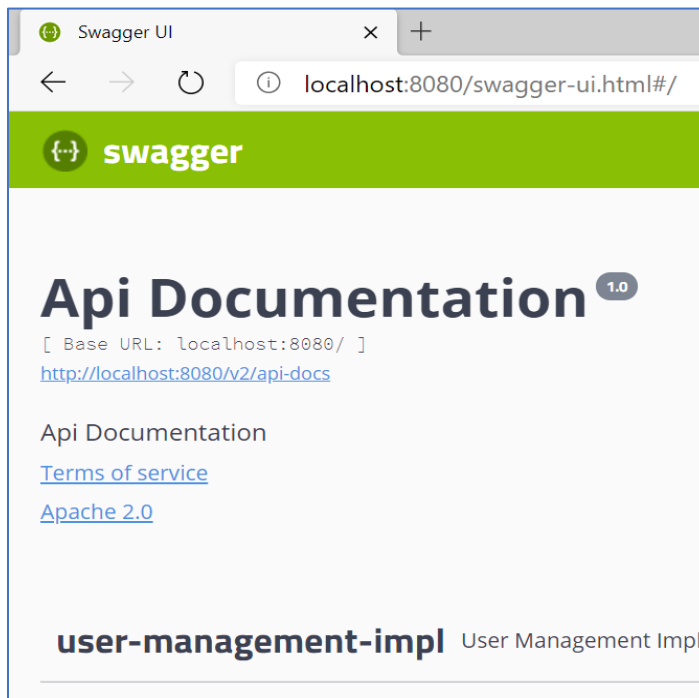 Swagger UI
localhost:8080/swagger-ui.html#/
swagger
Api Documentation 1.0
[ Base URL: localhost:8080/ ]
http://localhost:8080/v2/api-docs
Api Documentation
Terms of service
Apache 2.0
user-management-impl User Management Impl